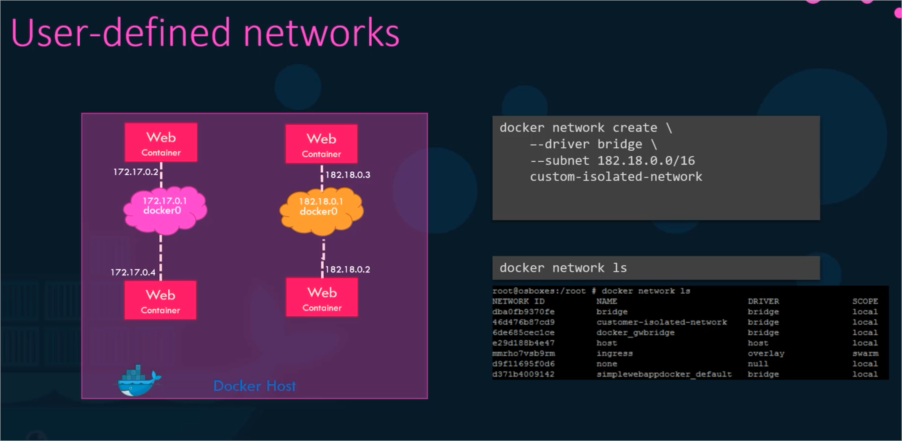 User-defined networks
Web
Container
172.17.0.2
172.17.0.1
docker0
172.17.0.4
Web
Container
Web
Container
182.18.0.3
182.18.0.1
docker0
182.18.0.2
Web
Container
Docker Host
docker network create \
--driver bridge \
--subnet 182.18.0.0/16
custom-isolated-network
docker network ls
root@osboxes:/root # docker network ls
NETWORK ID NAME DRIVER SCOPE
dba0fb9370fe bridge bridge local
46d476b87cd9 customer-isolated-network bridge local
6de685cec1ce docker_gwbridge bridge local
e29d188b4e47 host host local
mmrho7vsb9rm ingress overlay swarm
d9f11695f0d6 none null local
d371b4009142 simplewebappdocker_default bridge local